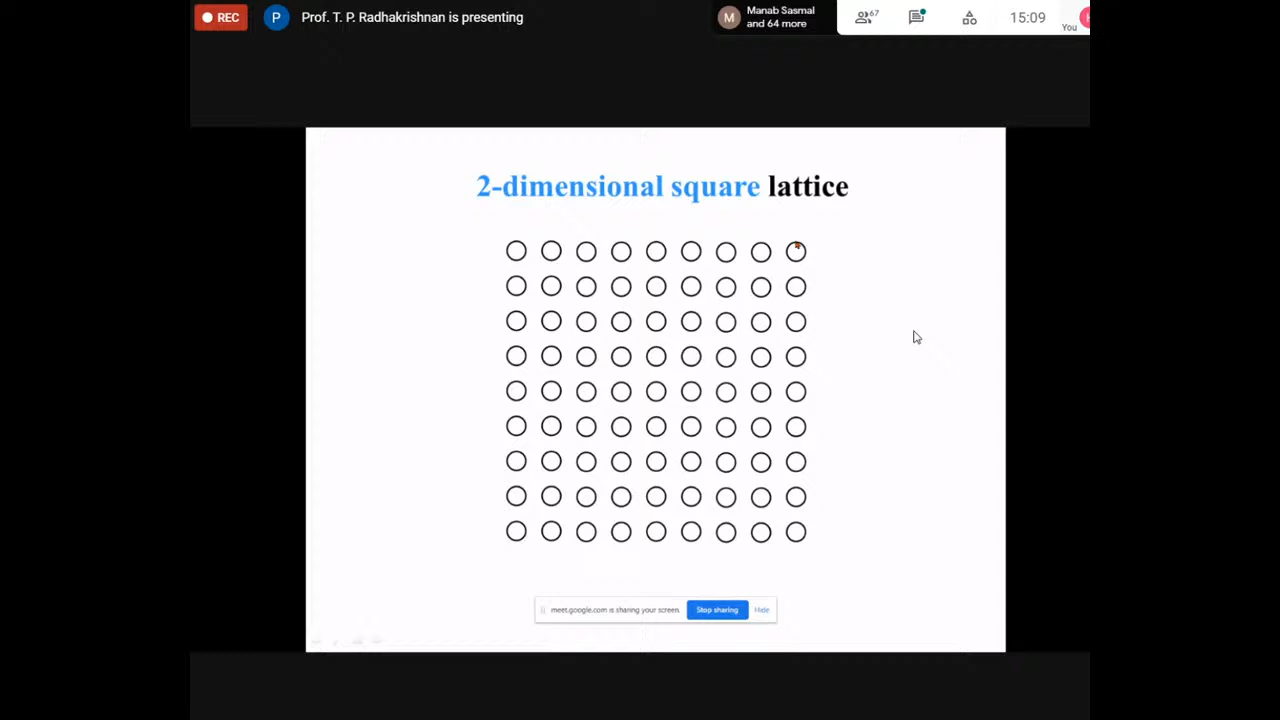 REC
P
Prof. T. P. Radhakrishnan is presenting
M
Manab Sasmal
and 64 more
67
15:09
You
2-dimensional square lattice
meet.google.com is sharing your screen.
Stop sharing
Hide